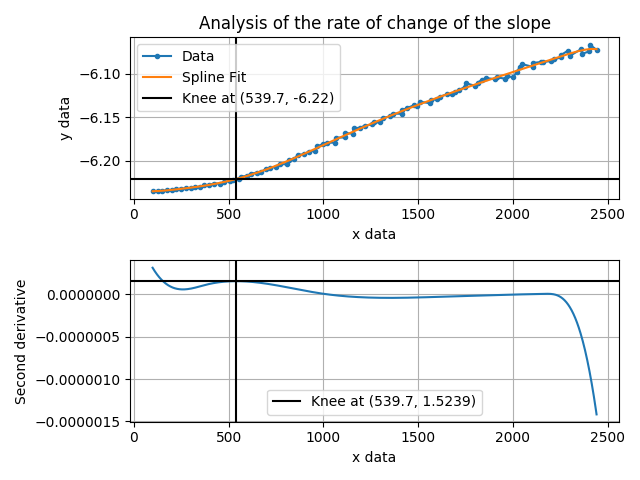 Analysis of the rate of change of the slope
y data
−6.10
−6.15
−6.20
Data
Spline Fit
Knee at (539.7, -6.22)
0 500 1000 1500 2000 2500
x data
Second derivative
0.0000000
−0.0000005
−0.0000010
−0.0000015
Knee at (539.7, 1.5239)
0 500 1000 1500 2000 2500
x data